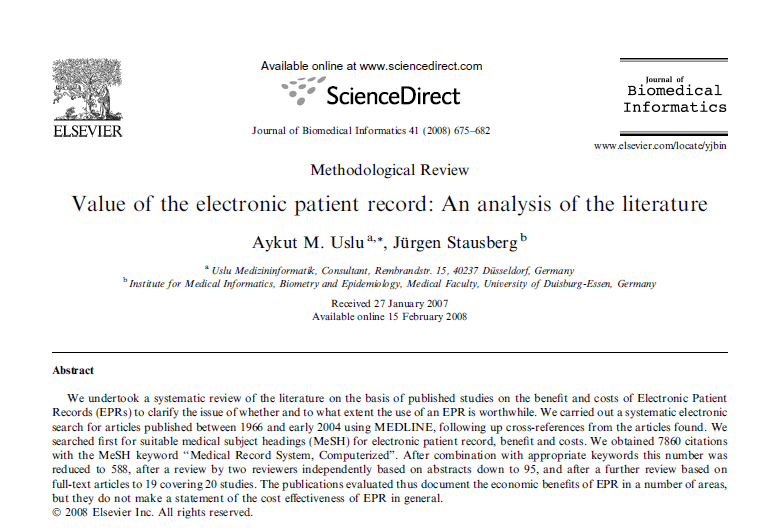 Available online at www.sciencedirect.com
ScienceDirect
ELSEVIER
Journal of Biomedical Informatics 41 (2008) 675–682
Journal of
Biomedical
Informatics
www.elsevier.com/locate/yjbin
Methodological Review
Value of the electronic patient record: An analysis of the literature
Aykut M. Uslu a,*, Jürgen Stausberg b
a Uslu Medizininformatik, Consultant, Rembrandstr. 15, 40237 Düsseldorf, Germany
b Institute for Medical Informatics, Biometry and Epidemiology, Medical Faculty, University of Duisburg-Essen, Germany
Received 27 January 2007
Available online 15 February 2008
Abstract
We undertook a systematic review of the literature on the basis of published studies on the benefit and costs of Electronic Patient
Records (EPRs) to clarify the issue of whether and to what extent the use of an EPR is worthwhile. We carried out a systematic electronic
search for articles published between 1966 and early 2004 using MEDLINE, following up cross-references from the articles found. We
searched first for suitable medical subject headings (MeSH) for electronic patient record, benefit and costs. We obtained 7860 citations
with the MeSH keyword “Medical Record System, Computerized”. After combination with appropriate keywords this number was
reduced to 588, after a review by two reviewers independently based on abstracts down to 95, and after a further review based on
full-text articles to 19 covering 20 studies. The publications evaluated thus document the economic benefits of EPR in a number of areas,
but they do not make a statement of the cost effectiveness of EPR in general.
© 2008 Elsevier Inc. All rights reserved.